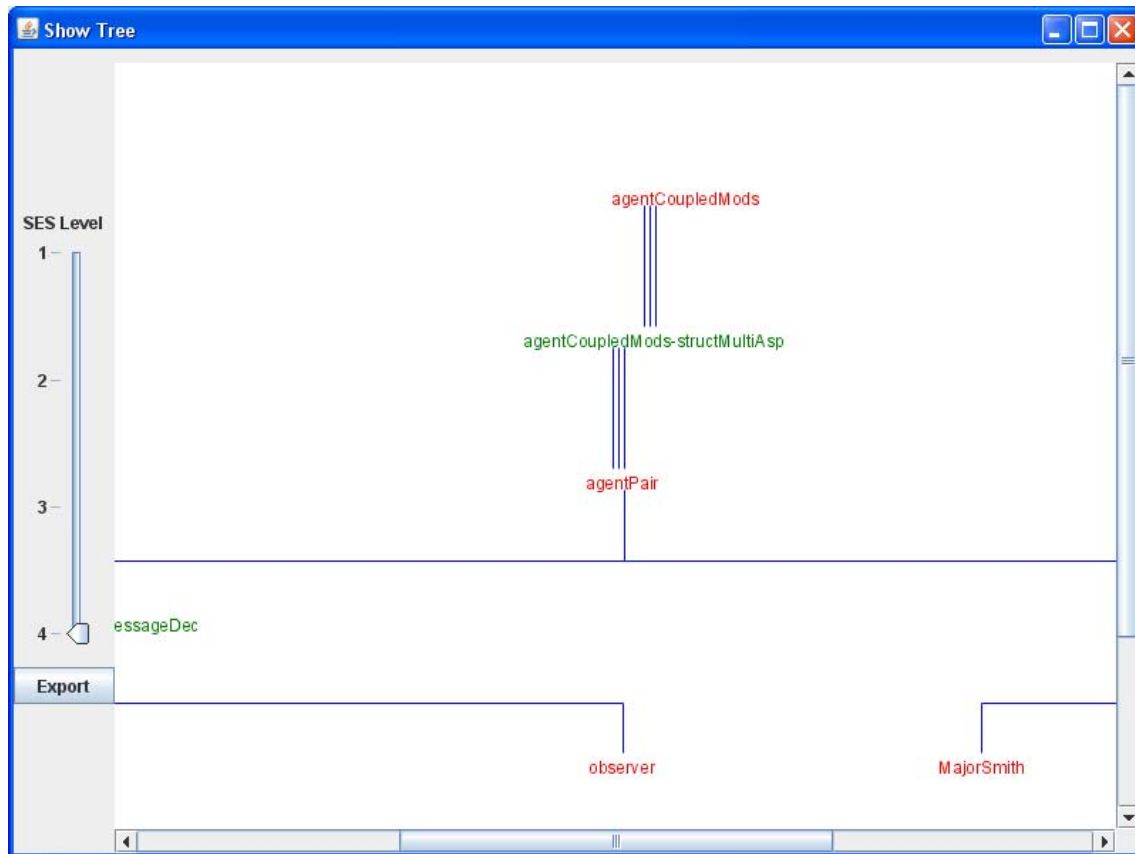 Show Tree
agentCoupledMods
SES Level
1
agentCoupledMods-structMultiAsp
2
agentPair
3
essageDec
4
Export
observer
MajorSmith